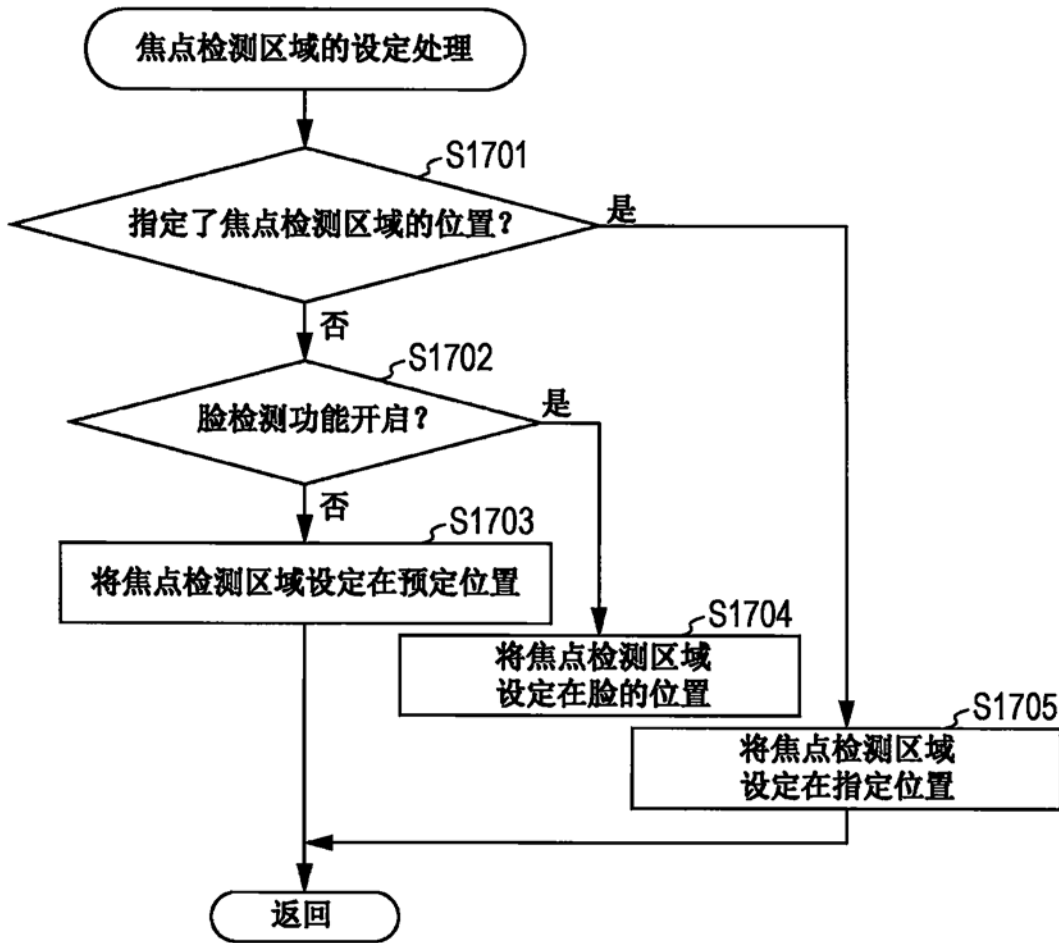 焦点检测区域的设定处理
S1701
指定了焦点检测区域的位置？
是
否
S1702
脸检测功能开启？
是
否
S1703
将焦点检测区域设定在预定位置
S1704
将焦点检测区域
设定在脸的位置
S1705
将焦点检测区域
设定在指定位置
返回